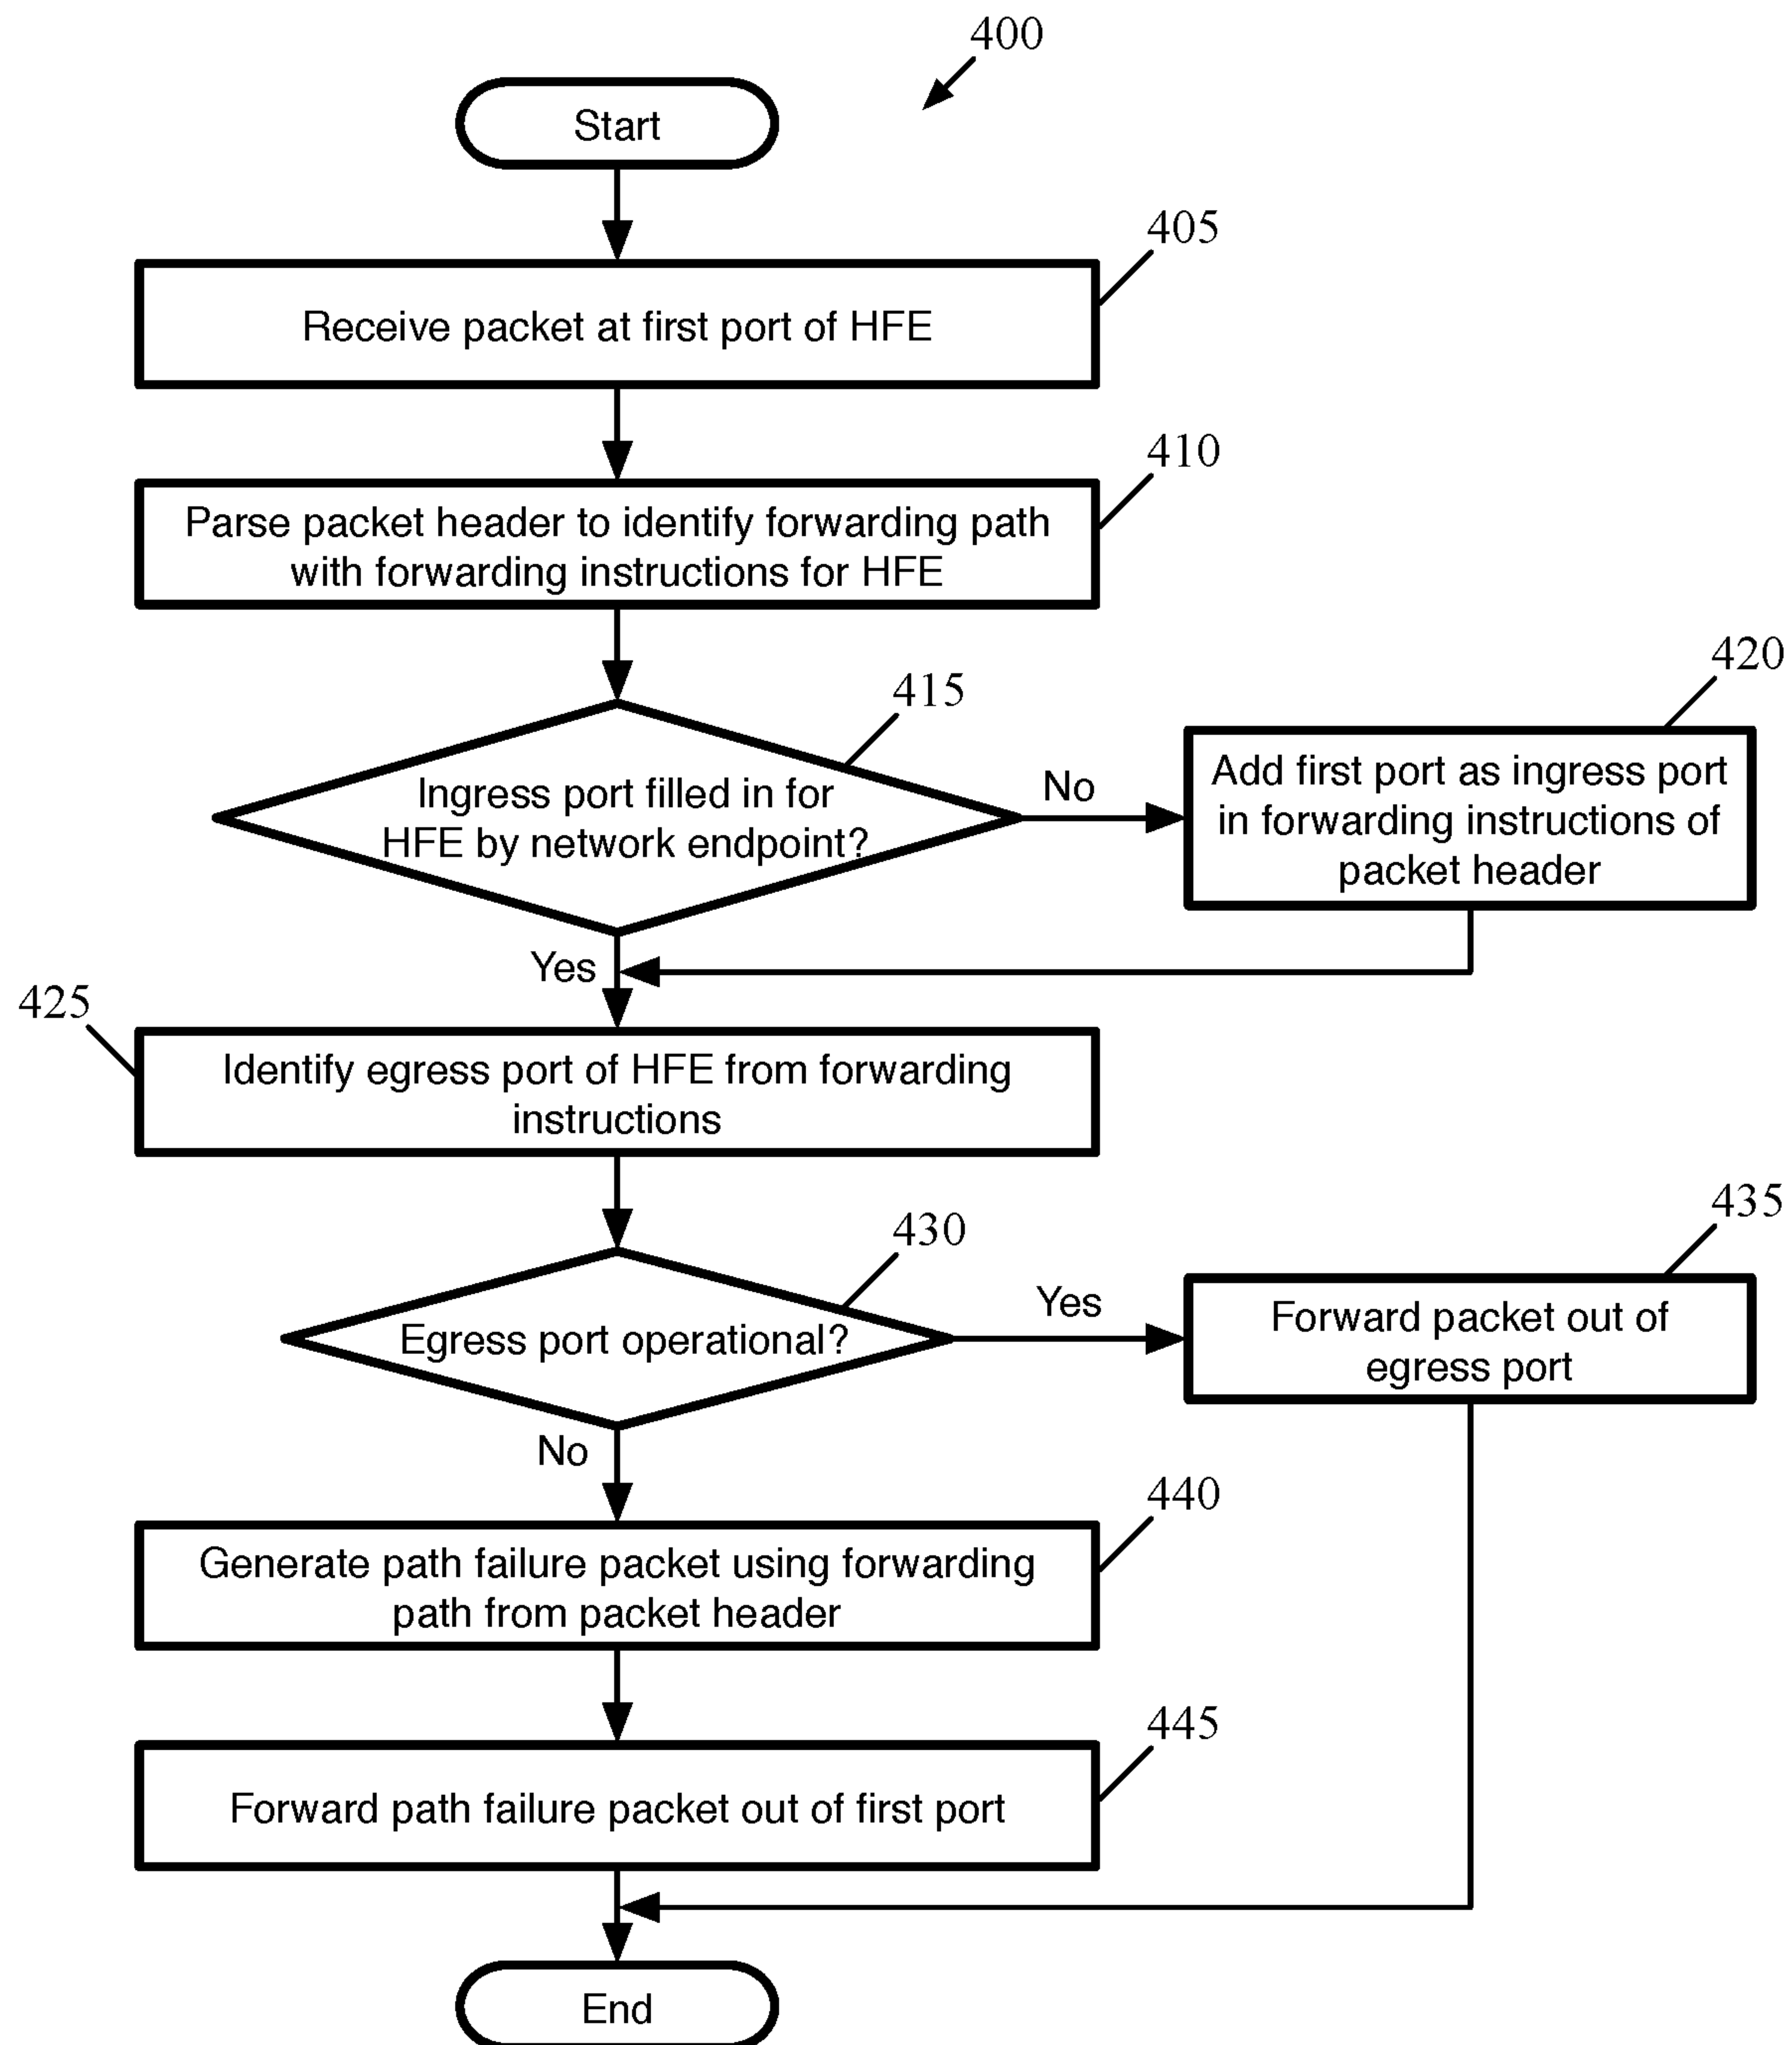 400
Start
405
Receive packet at first port of HFE
410
Parse packet header to identify forwarding path
with forwarding instructions for HFE
415
Ingress port filled in for
HFE by network endpoint?
No
420
Add first port as ingress port
in forwarding instructions of
packet header
Yes
425
Identify egress port of HFE from forwarding
instructions
430
Egress port operational?
Yes
435
Forward packet out of
egress port
No
440
Generate path failure packet using forwarding
path from packet header
445
Forward path failure packet out of first port
End